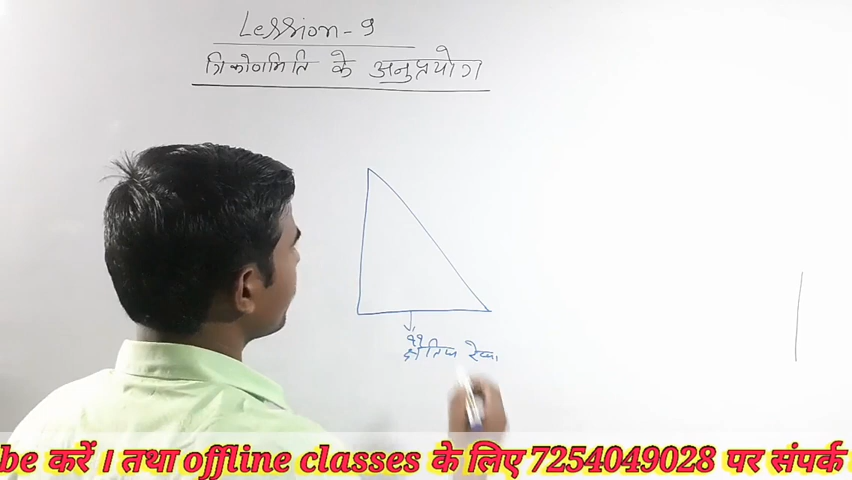 Lession-9
त्रिकोणमिति के अनुप्रयोग
क्षैतिज रेखा
be करें । तथा offline classes के लिए 7254049028 पर संपर्क